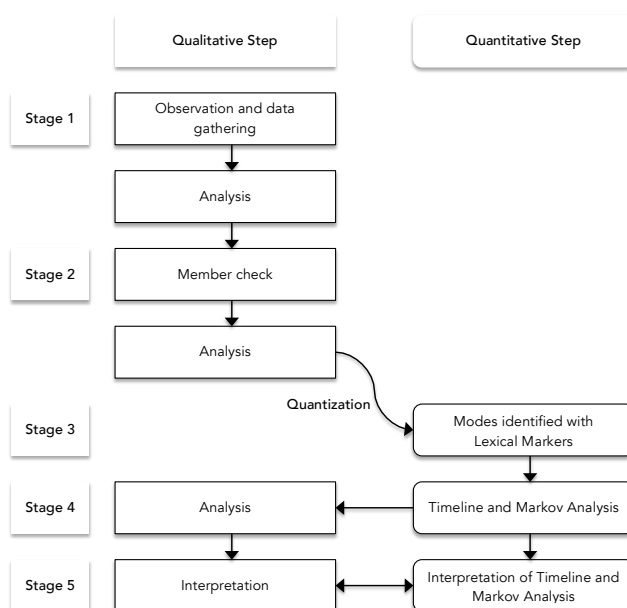 Qualitative Step
Quantitative Step
Stage 1
Observation and data
gathering
Analysis
Stage 2
Member check
Analysis
Quantization
Stage 3
Modes identified with
Lexical Markers
Stage 4
Analysis
Timeline and Markov Analysis
Stage 5
Interpretation
Interpretation of Timeline and
Markov Analysis